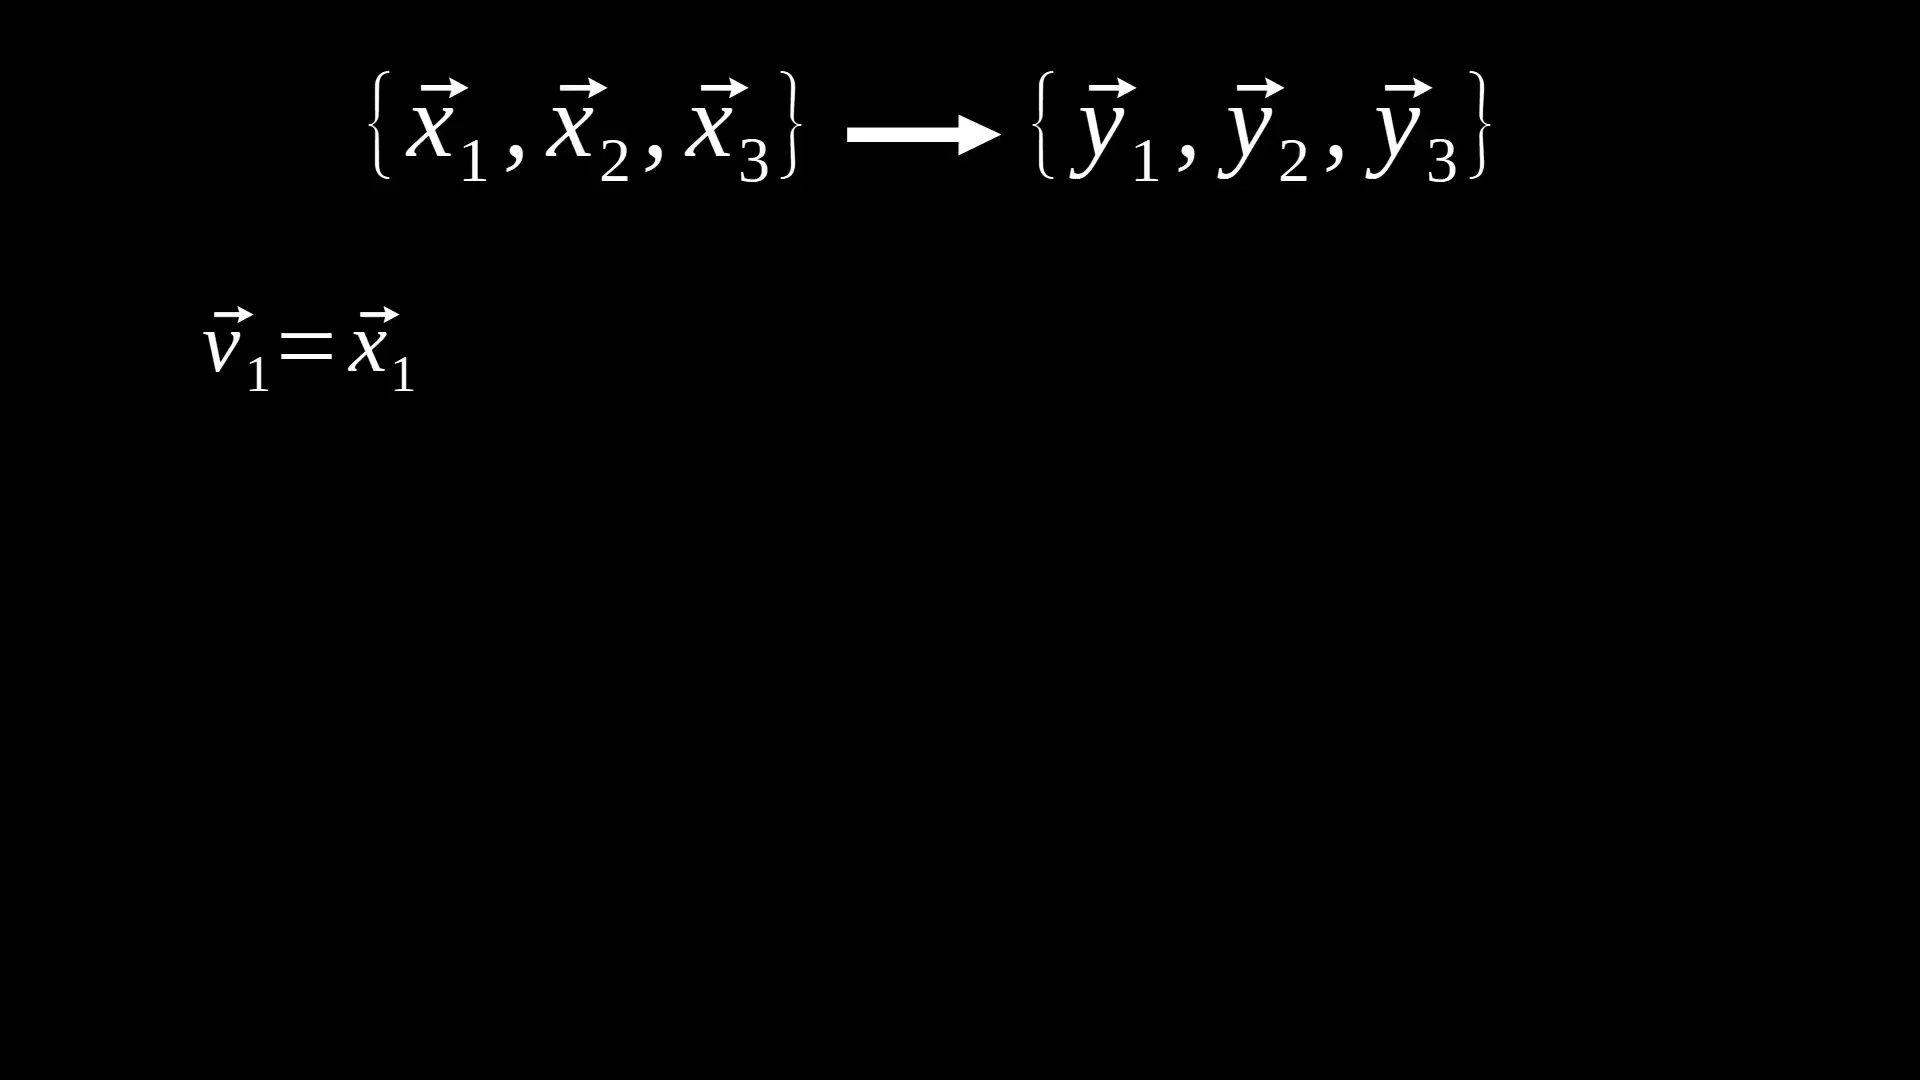 {x⃗₁, x⃗₂, x⃗₃} → {y⃗₁, y⃗₂, y⃗₃}
v⃗₁ = x⃗₁